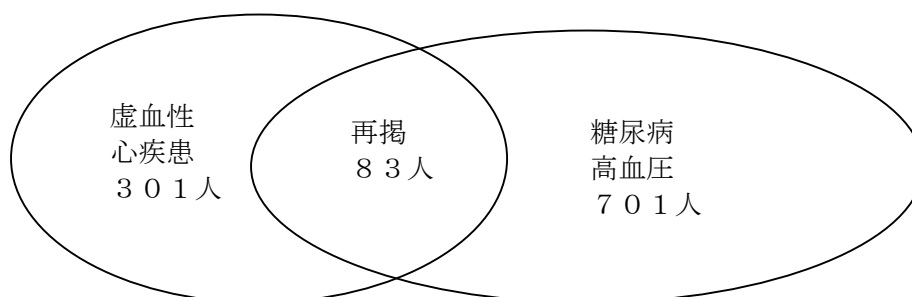 虚血性
心疾患
３０１人
再掲
８３人
糖尿病
高血圧
７０１人